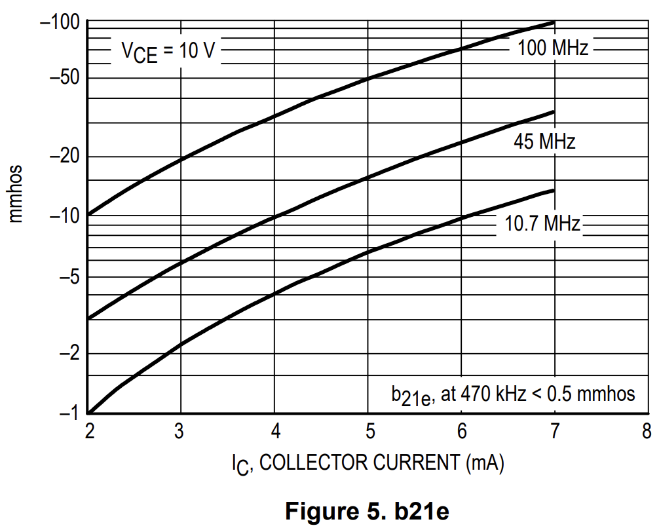 –100
–50
–20
–10
–5
–2
–1
mmhos
VCE = 10 V
100 MHz
45 MHz
10.7 MHz
b21e, at 470 kHz < 0.5 mmhos
2 3 4 5 6 7 8
IC, COLLECTOR CURRENT (mA)
Figure 5. b21e